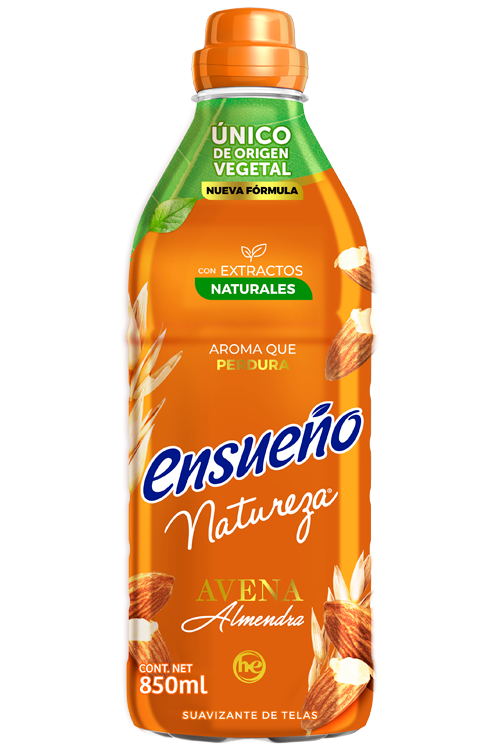 ÚNICO
DE ORIGEN
VEGETAL
NUEVA FÓRMULA
CON EXTRACTOS
NATURALES
AROMA QUE
PERDURA
ensueño
Natureza®
AVENA
Almendra
he
CONT. NET
850ml
SUAVIZANTE DE TELAS